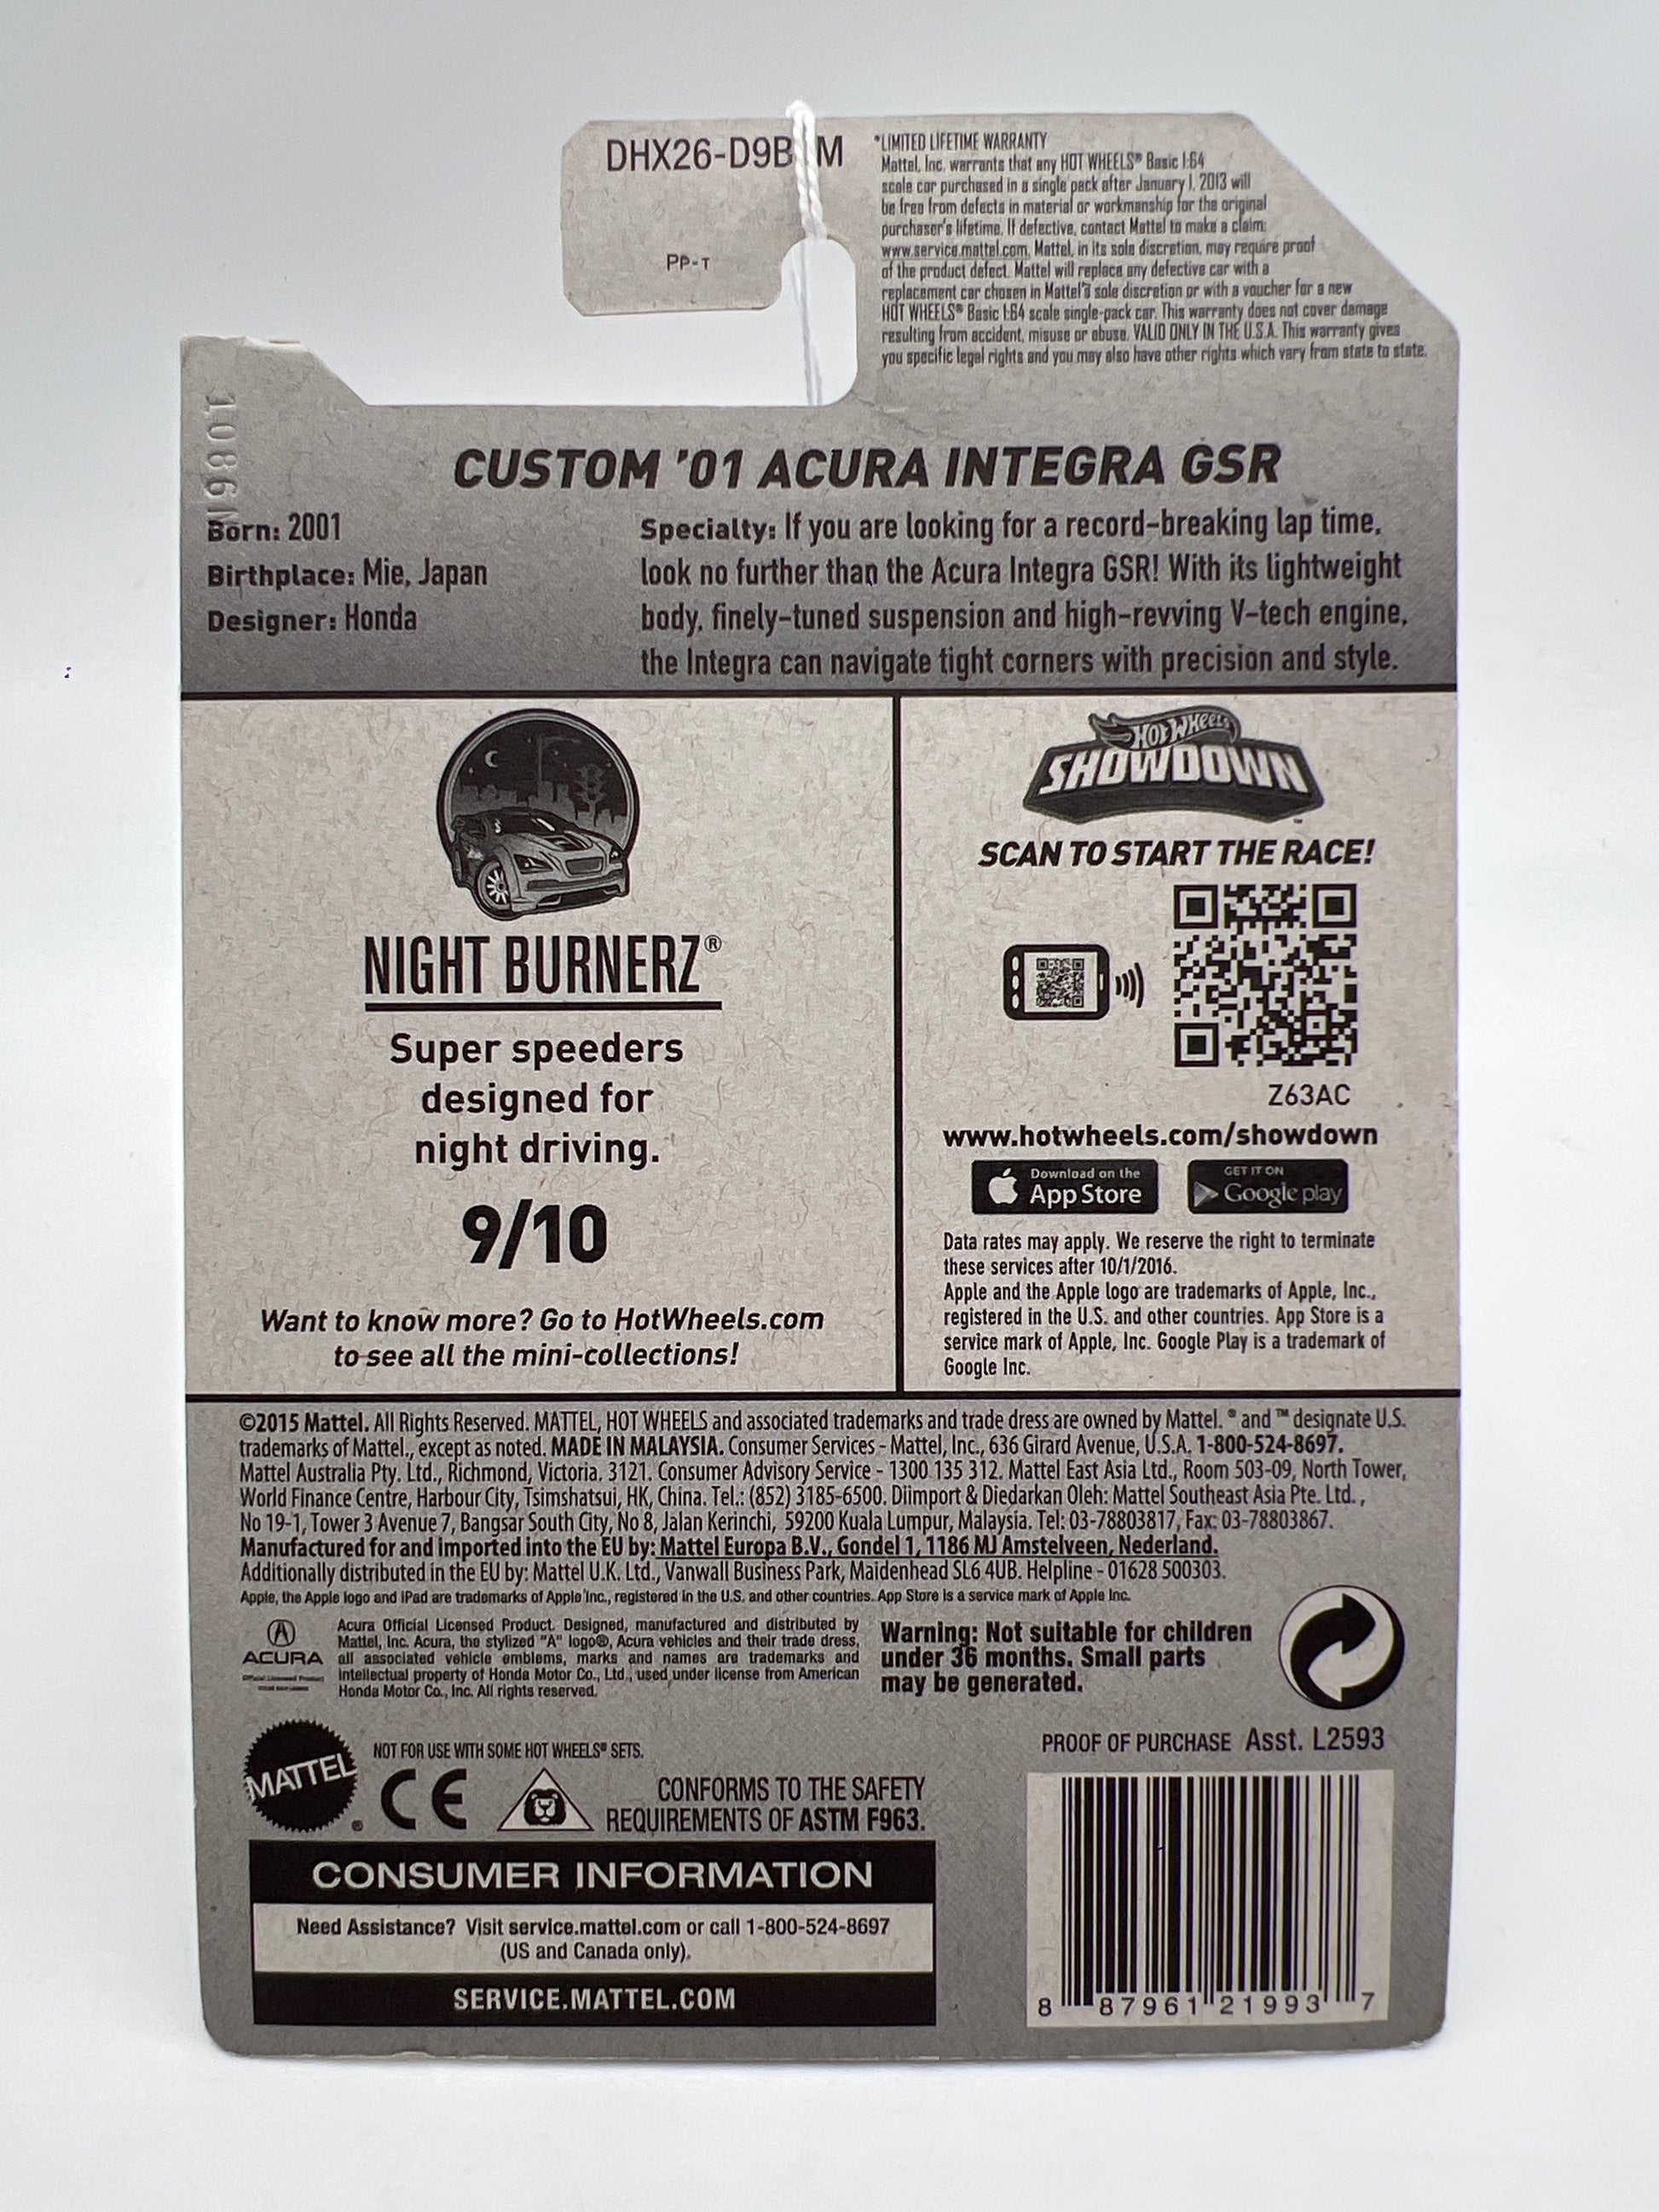 DHX26-D9B M
PP-T
*LIMITED LIFETIME WARRANTY
Mattel, Inc. warrants that any HOT WHEELS® Basic 1:64
scale car purchased in a single pack after January 1, 2013 will
be free from defects in material or workmanship for the original
purchaser's lifetime. If defective, contact Mattel to make a claim:
www.service.mattel.com. Mattel, in its sole discretion, may require proof
of the product defect. Mattel will replace any defective car with a
replacement car chosen in Mattel's sole discretion or with a voucher for a new
HOT WHEELS® Basic 1:64 scale single-pack car. This warranty does not cover damage
resulting from accident, misuse or abuse. VALID ONLY IN THE U.S.A. This warranty gives
you specific legal rights and you may also have other rights which vary from state to state.
CUSTOM '01 ACURA INTEGRA GSR
Born: 2001
Birthplace: Mie, Japan
Designer: Honda
Specialty: If you are looking for a record-breaking lap time,
look no further than the Acura Integra GSR! With its lightweight
body, finely-tuned suspension and high-revving V-tech engine,
the Integra can navigate tight corners with precision and style.
NIGHT BURNERZ®
Super speeders
designed for
night driving.
9/10
Want to know more? Go to HotWheels.com
to see all the mini-collections!
HOT WHEELS
SHOWDOWN™
SCAN TO START THE RACE!
Z63AC
www.hotwheels.com/showdown
Download on the
App Store
GET IT ON
Google play
Data rates may apply. We reserve the right to terminate
these services after 10/1/2016.
Apple and the Apple logo are trademarks of Apple, Inc.,
registered in the U.S. and other countries. App Store is a
service mark of Apple, Inc. Google Play is a trademark of
Google Inc.
©2015 Mattel. All Rights Reserved. MATTEL, HOT WHEELS and associated trademarks and trade dress are owned by Mattel. ® and ™ designate U.S.
trademarks of Mattel., except as noted. MADE IN MALAYSIA. Consumer Services - Mattel, Inc., 636 Girard Avenue, U.S.A. 1-800-524-8697.
Mattel Australia Pty. Ltd., Richmond, Victoria. 3121. Consumer Advisory Service - 1300 135 312. Mattel East Asia Ltd., Room 503-09, North Tower,
World Finance Centre, Harbour City, Tsimshatsui, HK, China. Tel.: (852) 3185-6500. Diimport & Diedarkan Oleh: Mattel Southeast Asia Pte. Ltd.,
No 19-1, Tower 3 Avenue 7, Bangsar South City, No 8, Jalan Kerinchi, 59200 Kuala Lumpur, Malaysia. Tel: 03-78803817, Fax: 03-78803867.
Manufactured for and imported into the EU by: Mattel Europa B.V., Gondel 1, 1186 MJ Amstelveen, Nederland.
Additionally distributed in the EU by: Mattel U.K. Ltd., Vanwall Business Park, Maidenhead SL6 4UB. Helpline - 01628 500303.
Apple, the Apple logo and iPad are trademarks of Apple Inc., registered in the U.S. and other countries. App Store is a service mark of Apple Inc.
ACURA
Official Licensed Product
Acura Official Licensed Product. Designed, manufactured and distributed by
Mattel, Inc. Acura, the stylized "A" logo®, Acura vehicles and their trade dress,
all associated vehicle emblems, marks and names are trademarks and
intellectual property of Honda Motor Co., Ltd., used under license from American
Honda Motor Co., Inc. All rights reserved.
Warning: Not suitable for children
under 36 months. Small parts
may be generated.
MATTEL®
NOT FOR USE WITH SOME HOT WHEELS® SETS.
CE
CONFORMS TO THE SAFETY
REQUIREMENTS OF ASTM F963.
PROOF OF PURCHASE Asst. L2593
CONSUMER INFORMATION
Need Assistance? Visit service.mattel.com or call 1-800-524-8697
(US and Canada only).
SERVICE.MATTEL.COM
8 87961 21993 7